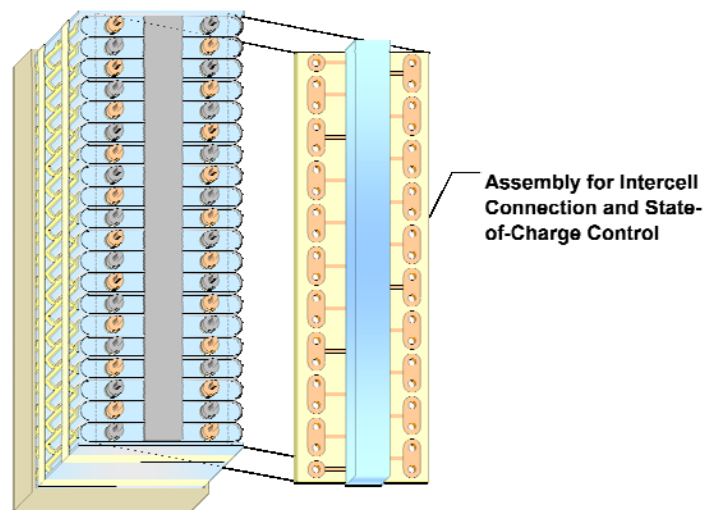 Assembly for Intercell
Connection and State-
of-Charge Control